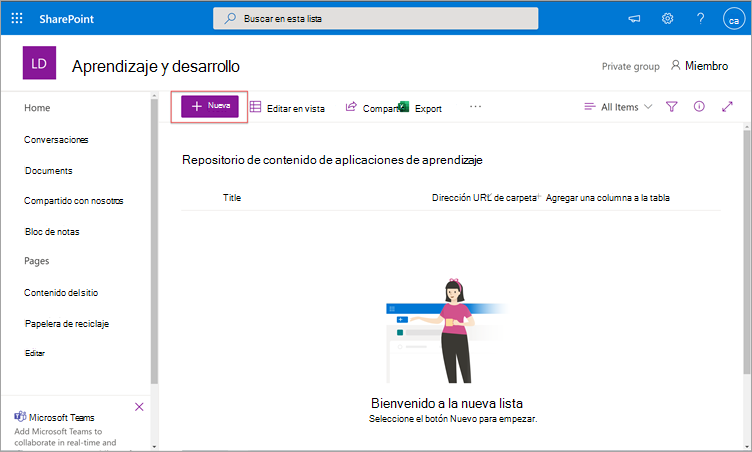 SharePoint
Buscar en esta lista
?
ca
LD
Aprendizaje y desarrollo
Private group
Miembro
Home
Conversaciones
Documents
Compartido con nosotros
Bloc de notas
Pages
Contenido del sitio
Papelera de reciclaje
Editar
Microsoft Teams
Add Microsoft Teams to
collaborate in real-time and
+ Nueva
Editar en vista
Compartir
Export
...
All Items
Repositorio de contenido de aplicaciones de aprendizaje
Title
Dirección URL de carpeta
+ Agregar una columna a la tabla
Bienvenido a la nueva lista
Seleccione el botón Nuevo para empezar.